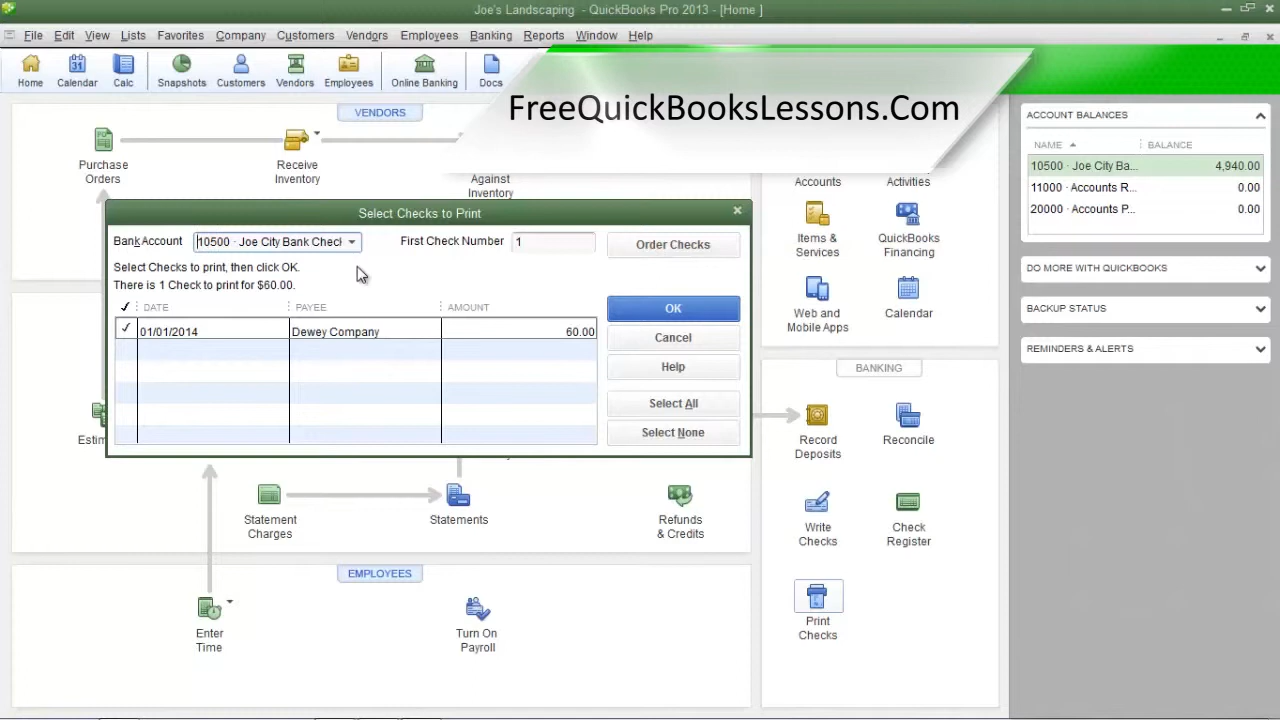 Joe's Landscaping - QuickBooks Pro 2013 - [Home ]
File Edit View Lists Favorites Company Customers Vendors Employees Banking Reports Window Help
Home Calendar Calc Snapshots Customers Vendors Employees Online Banking Docs
31
FreeQuickBooksLessons.Com
VENDORS
Purchase
Orders
Receive
Inventory
Against
Inventory
Accounts
Activities
Select Checks to Print
Bank Account 10500 · Joe City Bank Check
First Check Number 1
Order Checks
Select Checks to print, then click OK.
There is 1 Check to print for $60.00.
DATE PAYEE AMOUNT
01/01/2014 Dewey Company 60.00
OK
Cancel
Help
Select All
Select None
Items &
Services
QuickBooks
Financing
Web and
Mobile Apps
Calendar
Estim
Statement
Charges
Statements
Refunds
& Credits
EMPLOYEES
Enter
Time
Turn On
Payroll
BANKING
Record
Deposits
Reconcile
Write
Checks
Check
Register
Print
Checks
ACCOUNT BALANCES
NAME BALANCE
10500 · Joe City Ba... 4,940.00
11000 · Accounts R... 0.00
20000 · Accounts P... 0.00
DO MORE WITH QUICKBOOKS
BACKUP STATUS
REMINDERS & ALERTS